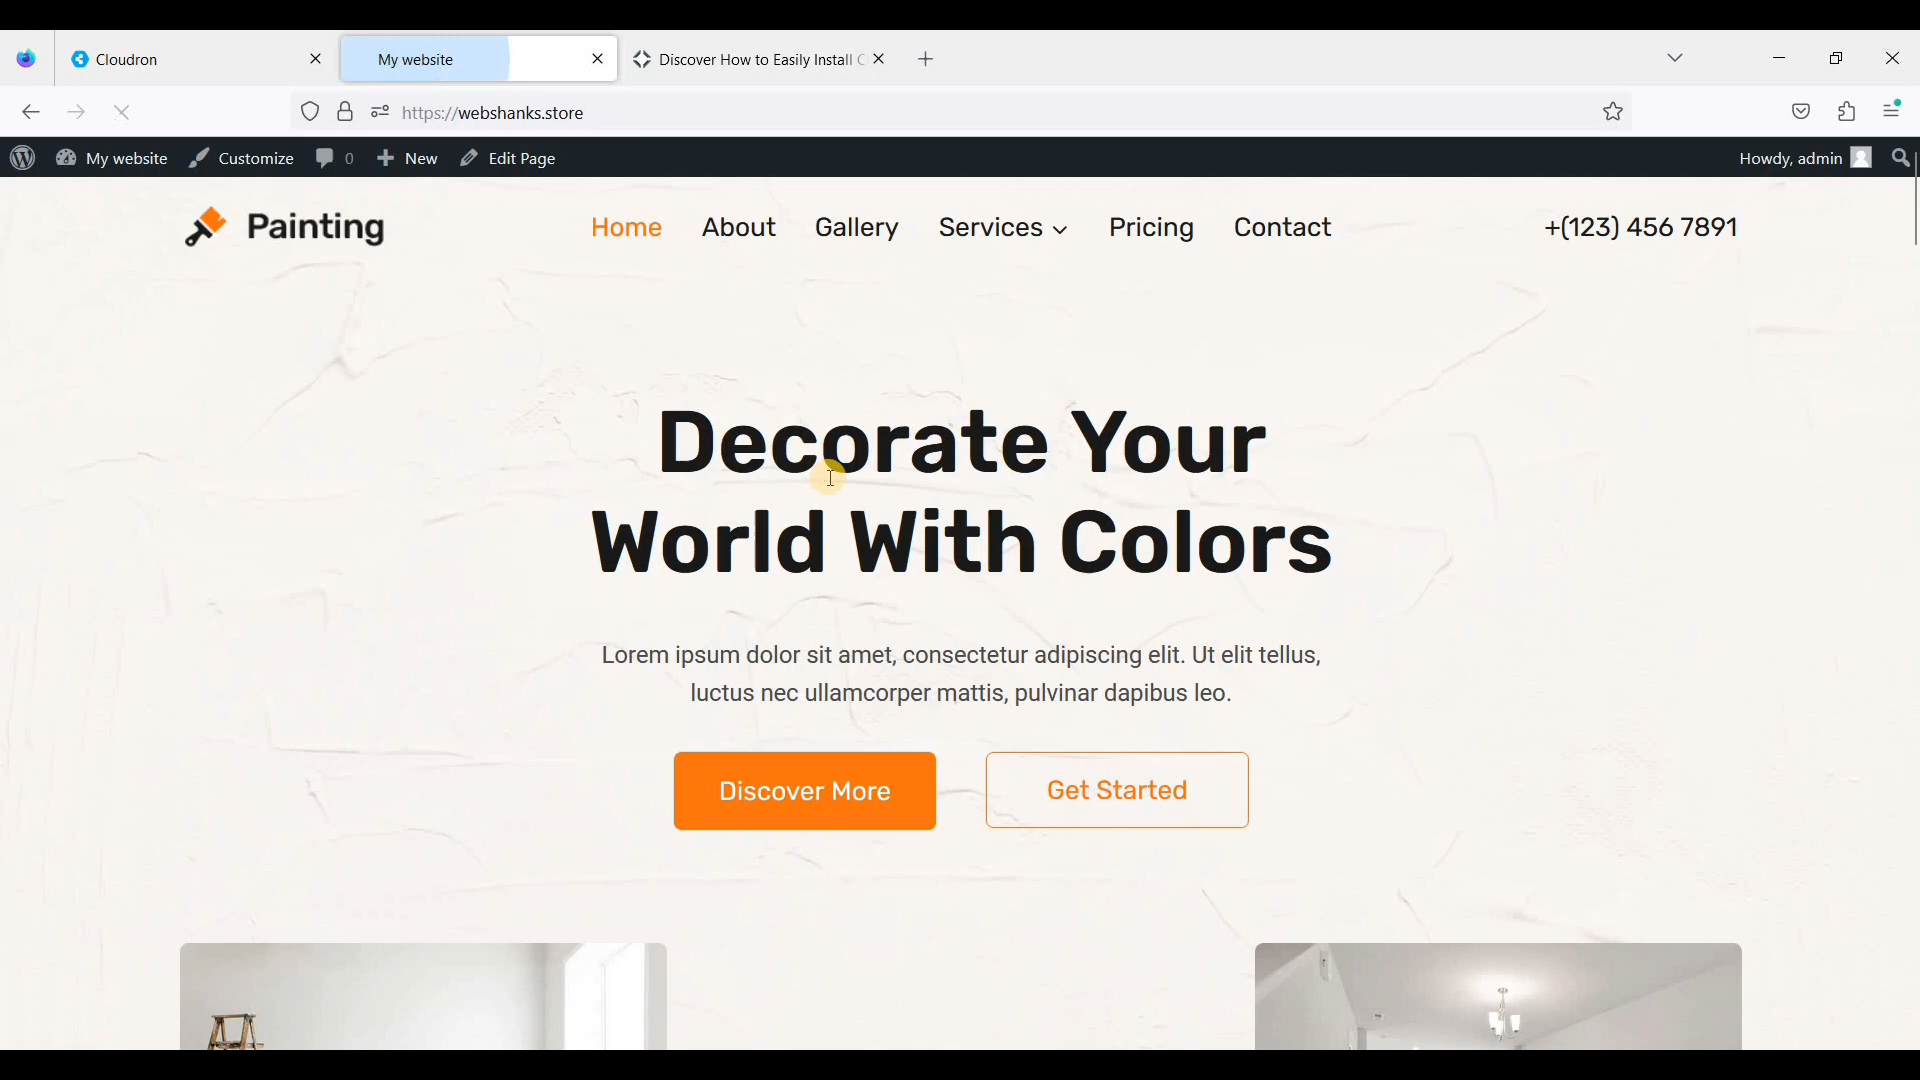 Cloudron
My website
Discover How to Easily Install C
https://webshanks.store
My website
Customize
0
New
Edit Page
Howdy, admin
Painting
Home
About
Gallery
Services
Pricing
Contact
+(123) 456 7891
Decorate Your
World With Colors
Lorem ipsum dolor sit amet, consectetur adipiscing elit. Ut elit tellus,
luctus nec ullamcorper mattis, pulvinar dapibus leo.
Discover More
Get Started